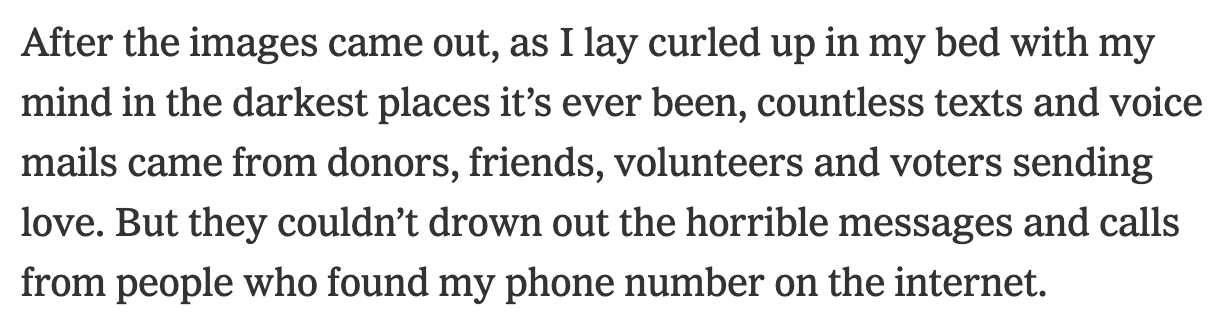 After the images came out, as I lay curled up in my bed with my
mind in the darkest places it’s ever been, countless texts and voice
mails came from donors, friends, volunteers and voters sending
love. But they couldn’t drown out the horrible messages and calls
from people who found my phone number on the internet.